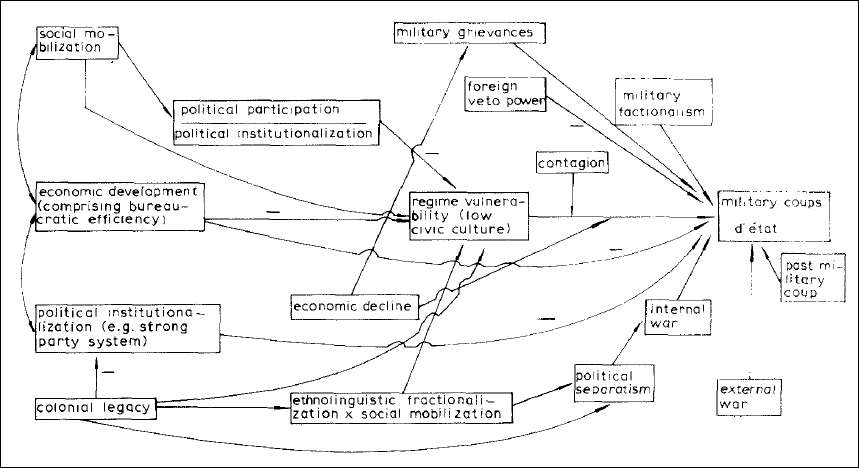 social mo-
bilization
military grievances
foreign
veto power
military
factionalism
political participation
political institutionalization
contagion
economic development
(comprising bureau-
cratic efficiency)
regime vulnera-
bility (low
civic culture)
military coups
d'état
past mi-
litary
coup
economic decline
internal
war
political institutiona-
lization (e.g. strong
party system)
political
separatism
external
war
colonial legacy
ethnolinguistic fractionali-
zation x social mobilization